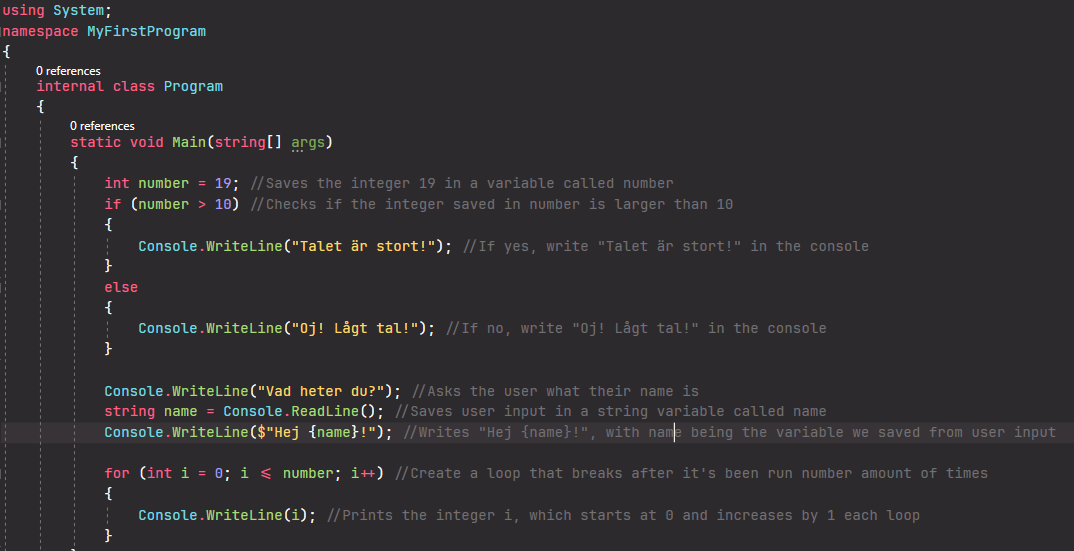 using System;
namespace MyFirstProgram
{
0 references
internal class Program
{
0 references
static void Main(string[] args)
{
int number = 19; //Saves the integer 19 in a variable called number
if (number > 10) //Checks if the integer saved in number is larger than 10
{
Console.WriteLine("Talet är stort!"); //If yes, write "Talet är stort!" in the console
}
else
{
Console.WriteLine("Oj! Lågt tal!"); //If no, write "Oj! Lågt tal!" in the console
}
Console.WriteLine("Vad heter du?"); //Asks the user what their name is
string name = Console.ReadLine(); //Saves user input in a string variable called name
Console.WriteLine($"Hej {name}!"); //Writes "Hej {name}!", with name being the variable we saved from user input
for (int i = 0; i <= number; i++) //Create a loop that breaks after it's been run number amount of times
{
Console.WriteLine(i); //Prints the integer i, which starts at 0 and increases by 1 each loop
}